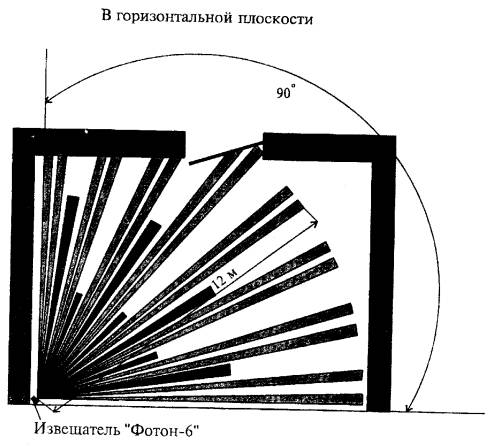 В горизонтальной плоскости
90°
12 м
Извещатель "Фотон-6"